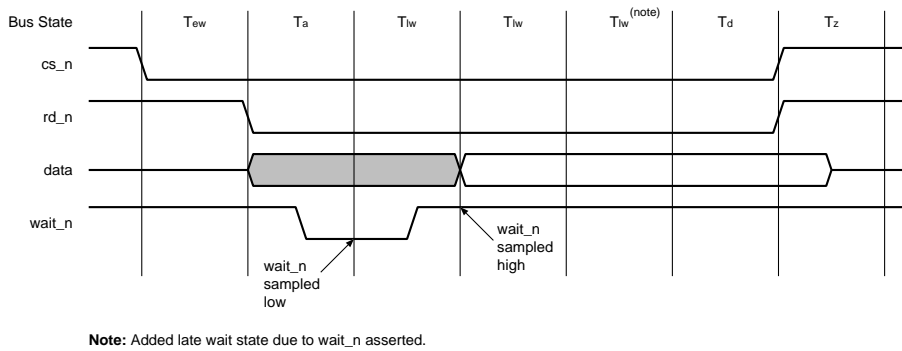 Bus State Tew Ta Tlw Tlw Tlw(note) Td Tz
cs_n
rd_n
data
wait_n
wait_n
sampled
low
wait_n
sampled
high
Note: Added late wait state due to wait_n asserted.